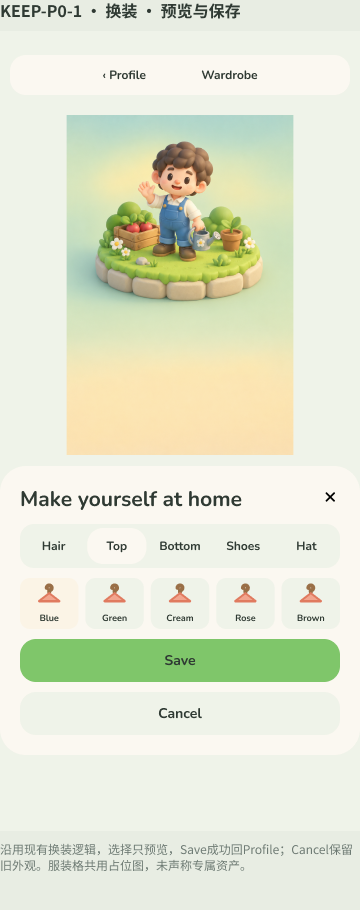 KEEP-P0-1 • 换装 • 预览与保存
‹ Profile Wardrobe
Make yourself at home ×
Hair Top Bottom Shoes Hat
Blue Green Cream Rose Brown
Save
Cancel
沿用现有换装逻辑，选择只预览，Save成功回Profile；Cancel保留
旧外观。服装格共用占位图，未声称专属资产。